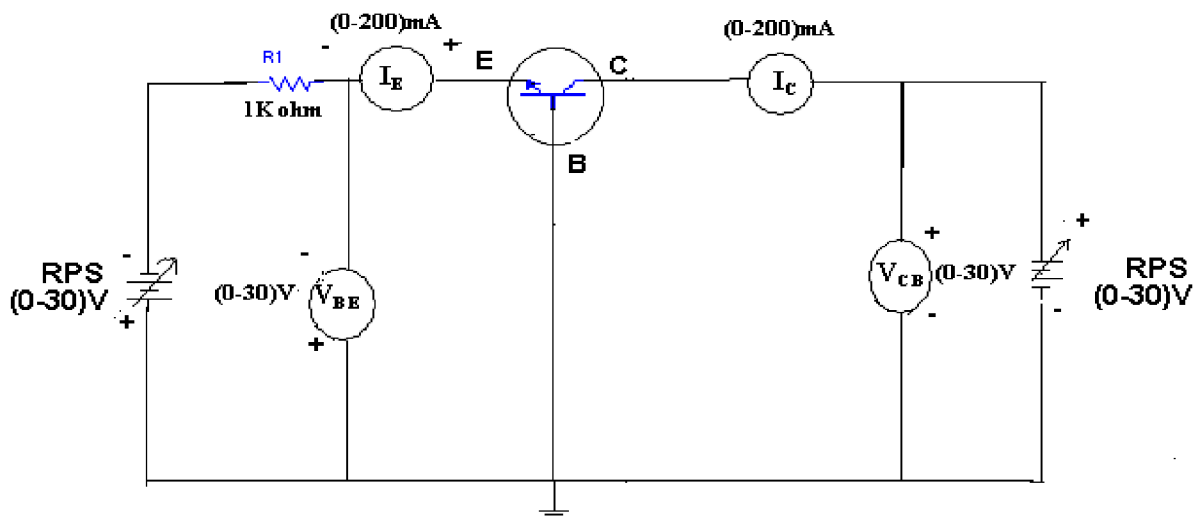 (0-200)mA
(0-200)mA
R1
-
+
E
C
I_E
I_C
1K ohm
B
-
-
+
+
RPS
(0-30)V
(0-30)V
V_BE
V_CB
(0-30)V
RPS
(0-30)V
+
+
-
-